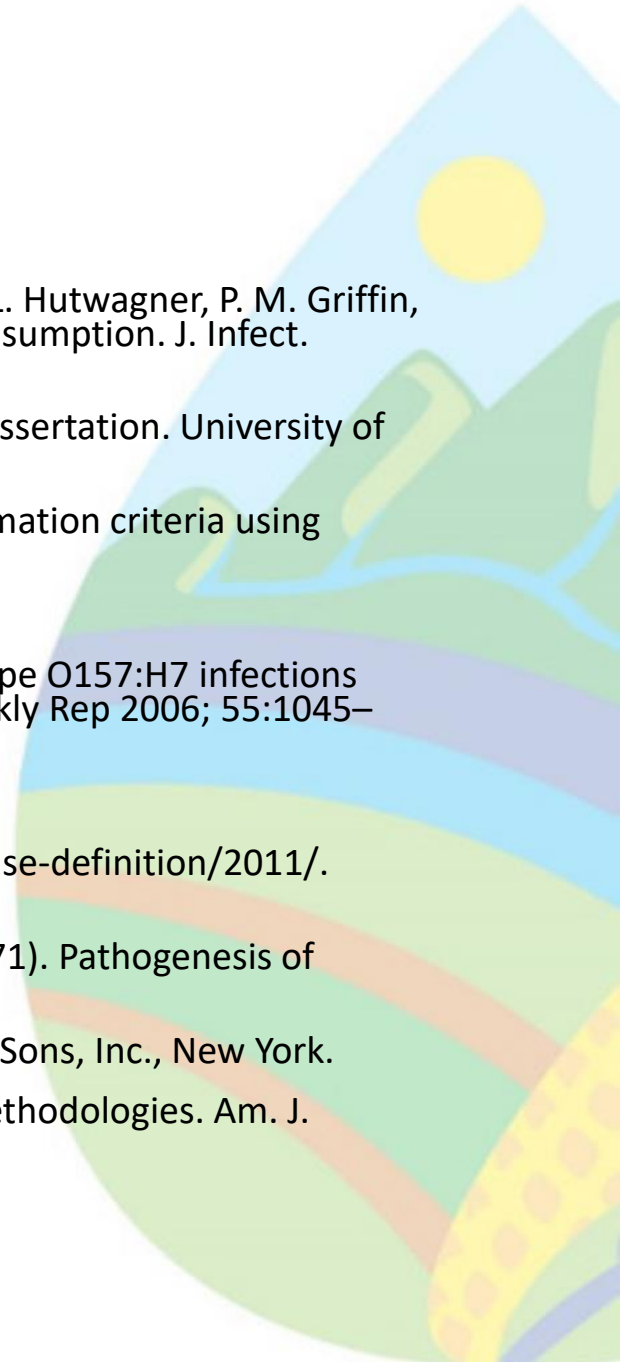 . Hutwagner, P. M. Griffin,
sumption. J. Infect.
ssertation. University of
mation criteria using
pe O157:H7 infections
kly Rep 2006; 55:1045–
se-definition/2011/.
71). Pathogenesis of
Sons, Inc., New York.
ethodologies. Am. J.